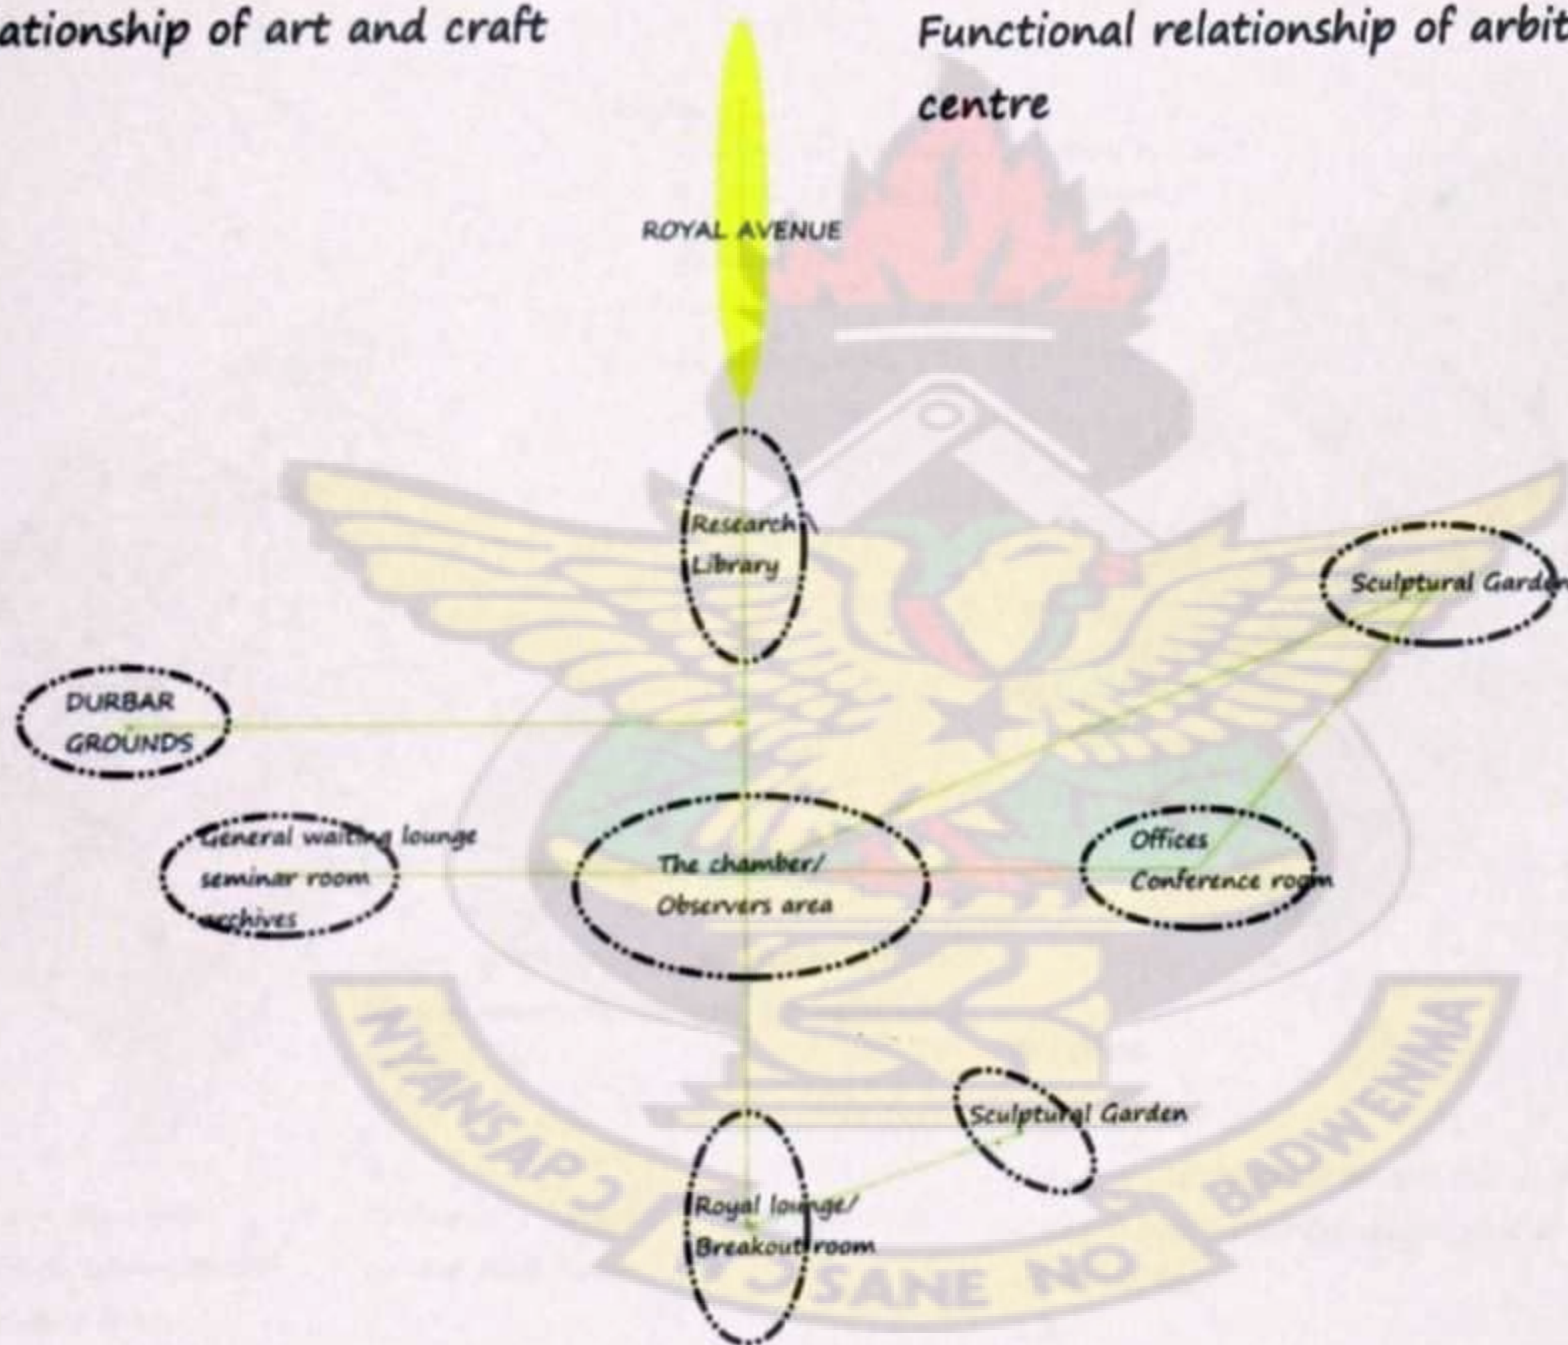 ationship of art and craft
Functional relationship of arbit
centre
ROYAL AVENUE
Research
Library
Sculptural Garden
DURBAR
GROUNDS
General waiting lounge
seminar room
archives
The chamber/
Observers area
Offices
Conference room
Sculptural Garden
Royal lounge/
Breakout room
NYANSAPƆ
SANE NO
BADWENMA